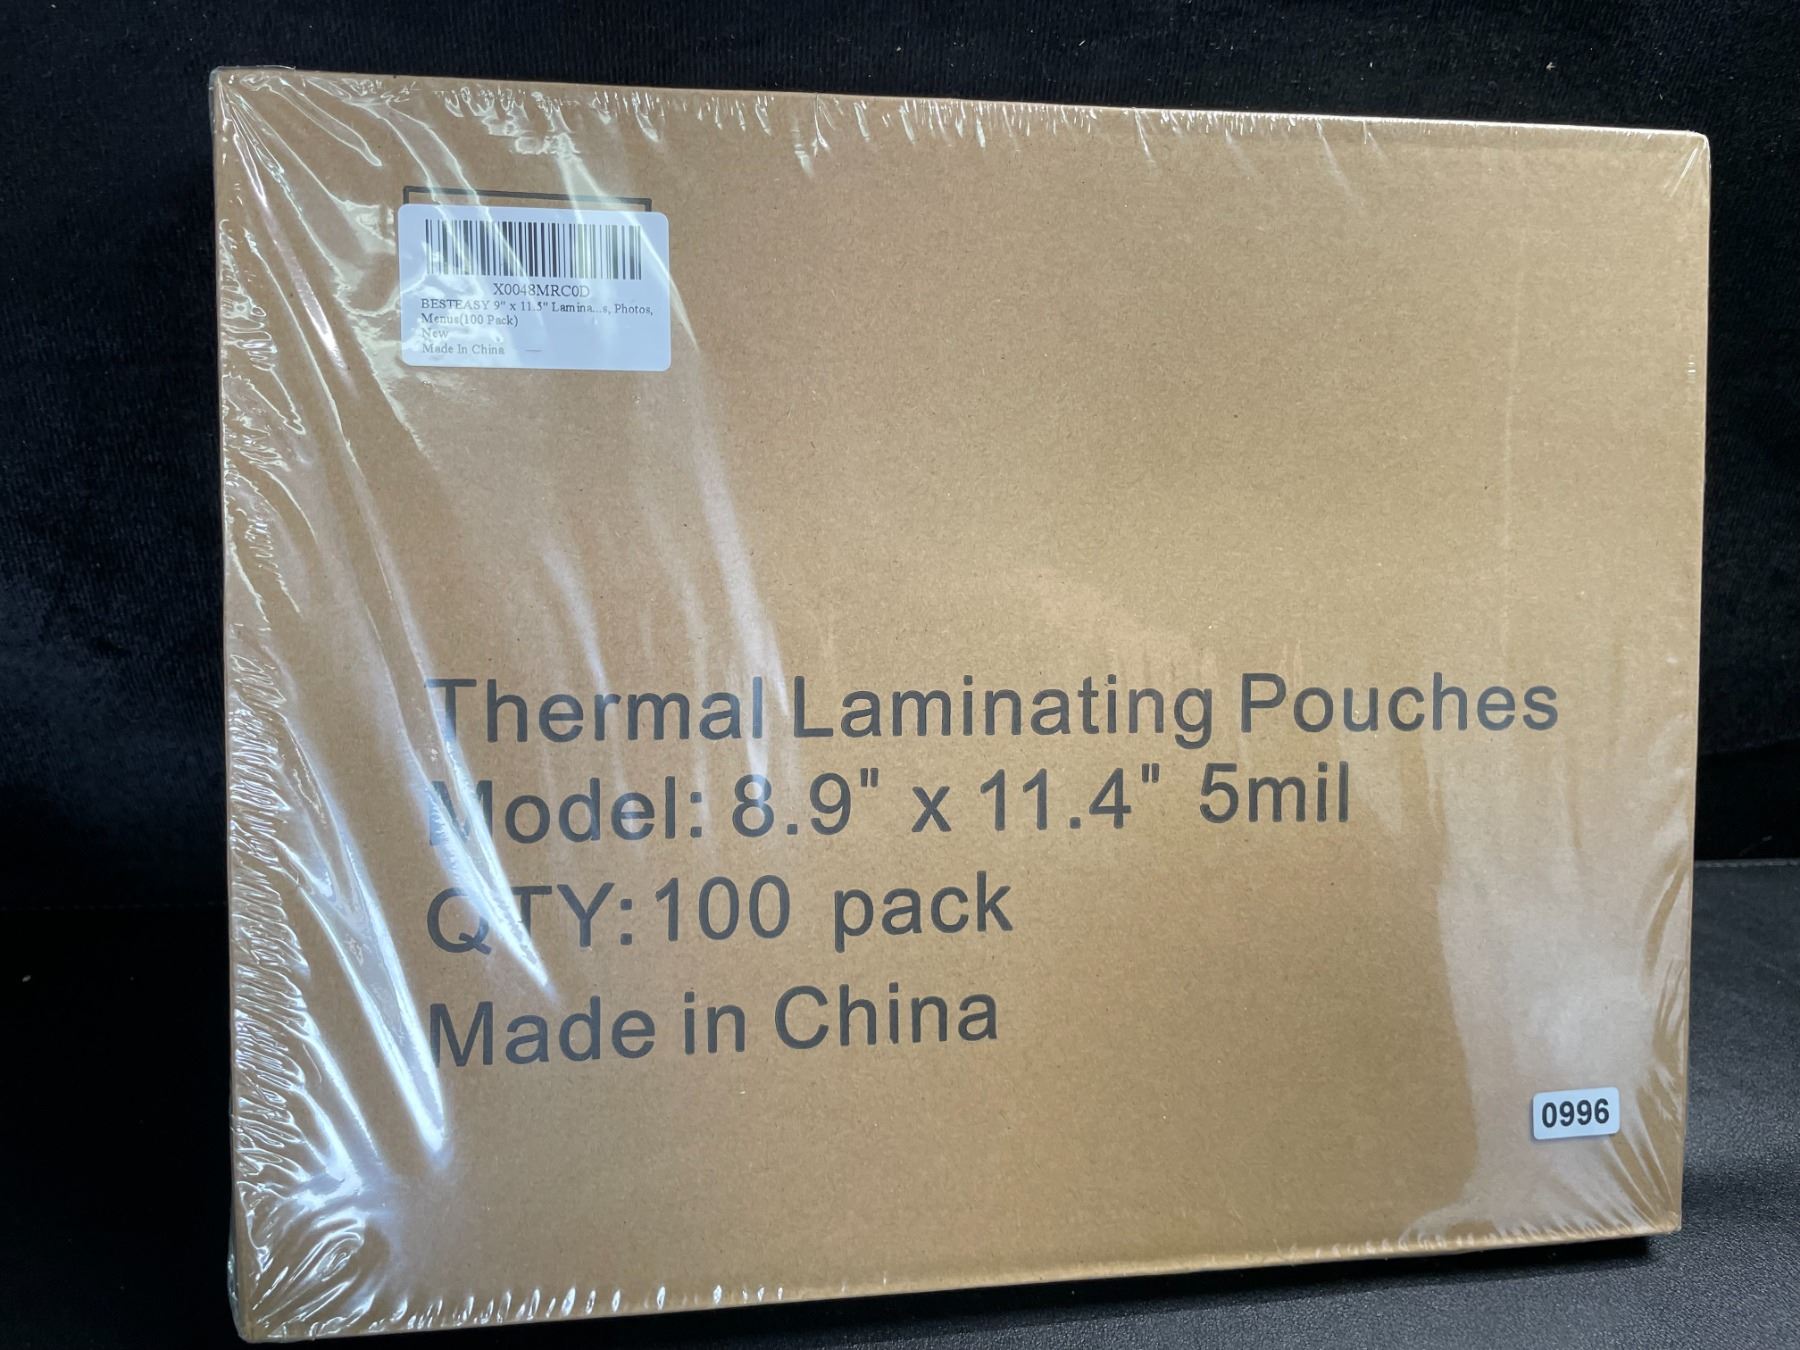 X0048MRC0D
BESTEASY 9" x 11.5" Lamina...s, Photos,
Menus(100 Pack)
New
Made In China
Thermal Laminating Pouches
Model: 8.9" x 11.4" 5mil
QTY: 100 pack
Made in China
0996